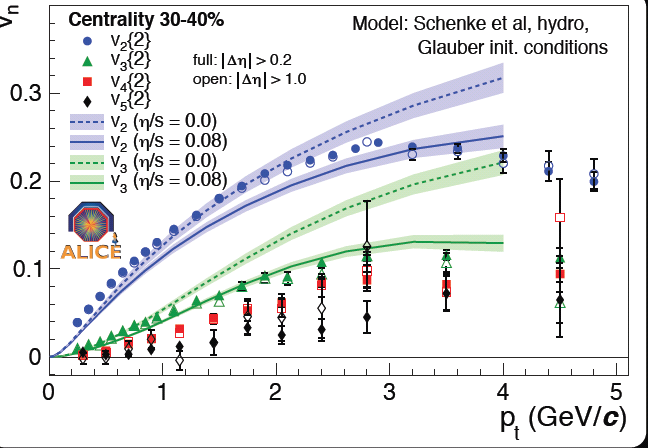 v_n
Centrality 30-40%
v₂{2}
v₃{2}
v₄{2}
v₅{2}
full: |Δη| > 0.2
open: |Δη| > 1.0
v₂ (η/s = 0.0)
v₂ (η/s = 0.08)
v₃ (η/s = 0.0)
v₃ (η/s = 0.08)
Model: Schenke et al, hydro,
Glauber init. conditions
ALICE
0.3
0.2
0.1
0
0 1 2 3 4 5
p_t (GeV/c)